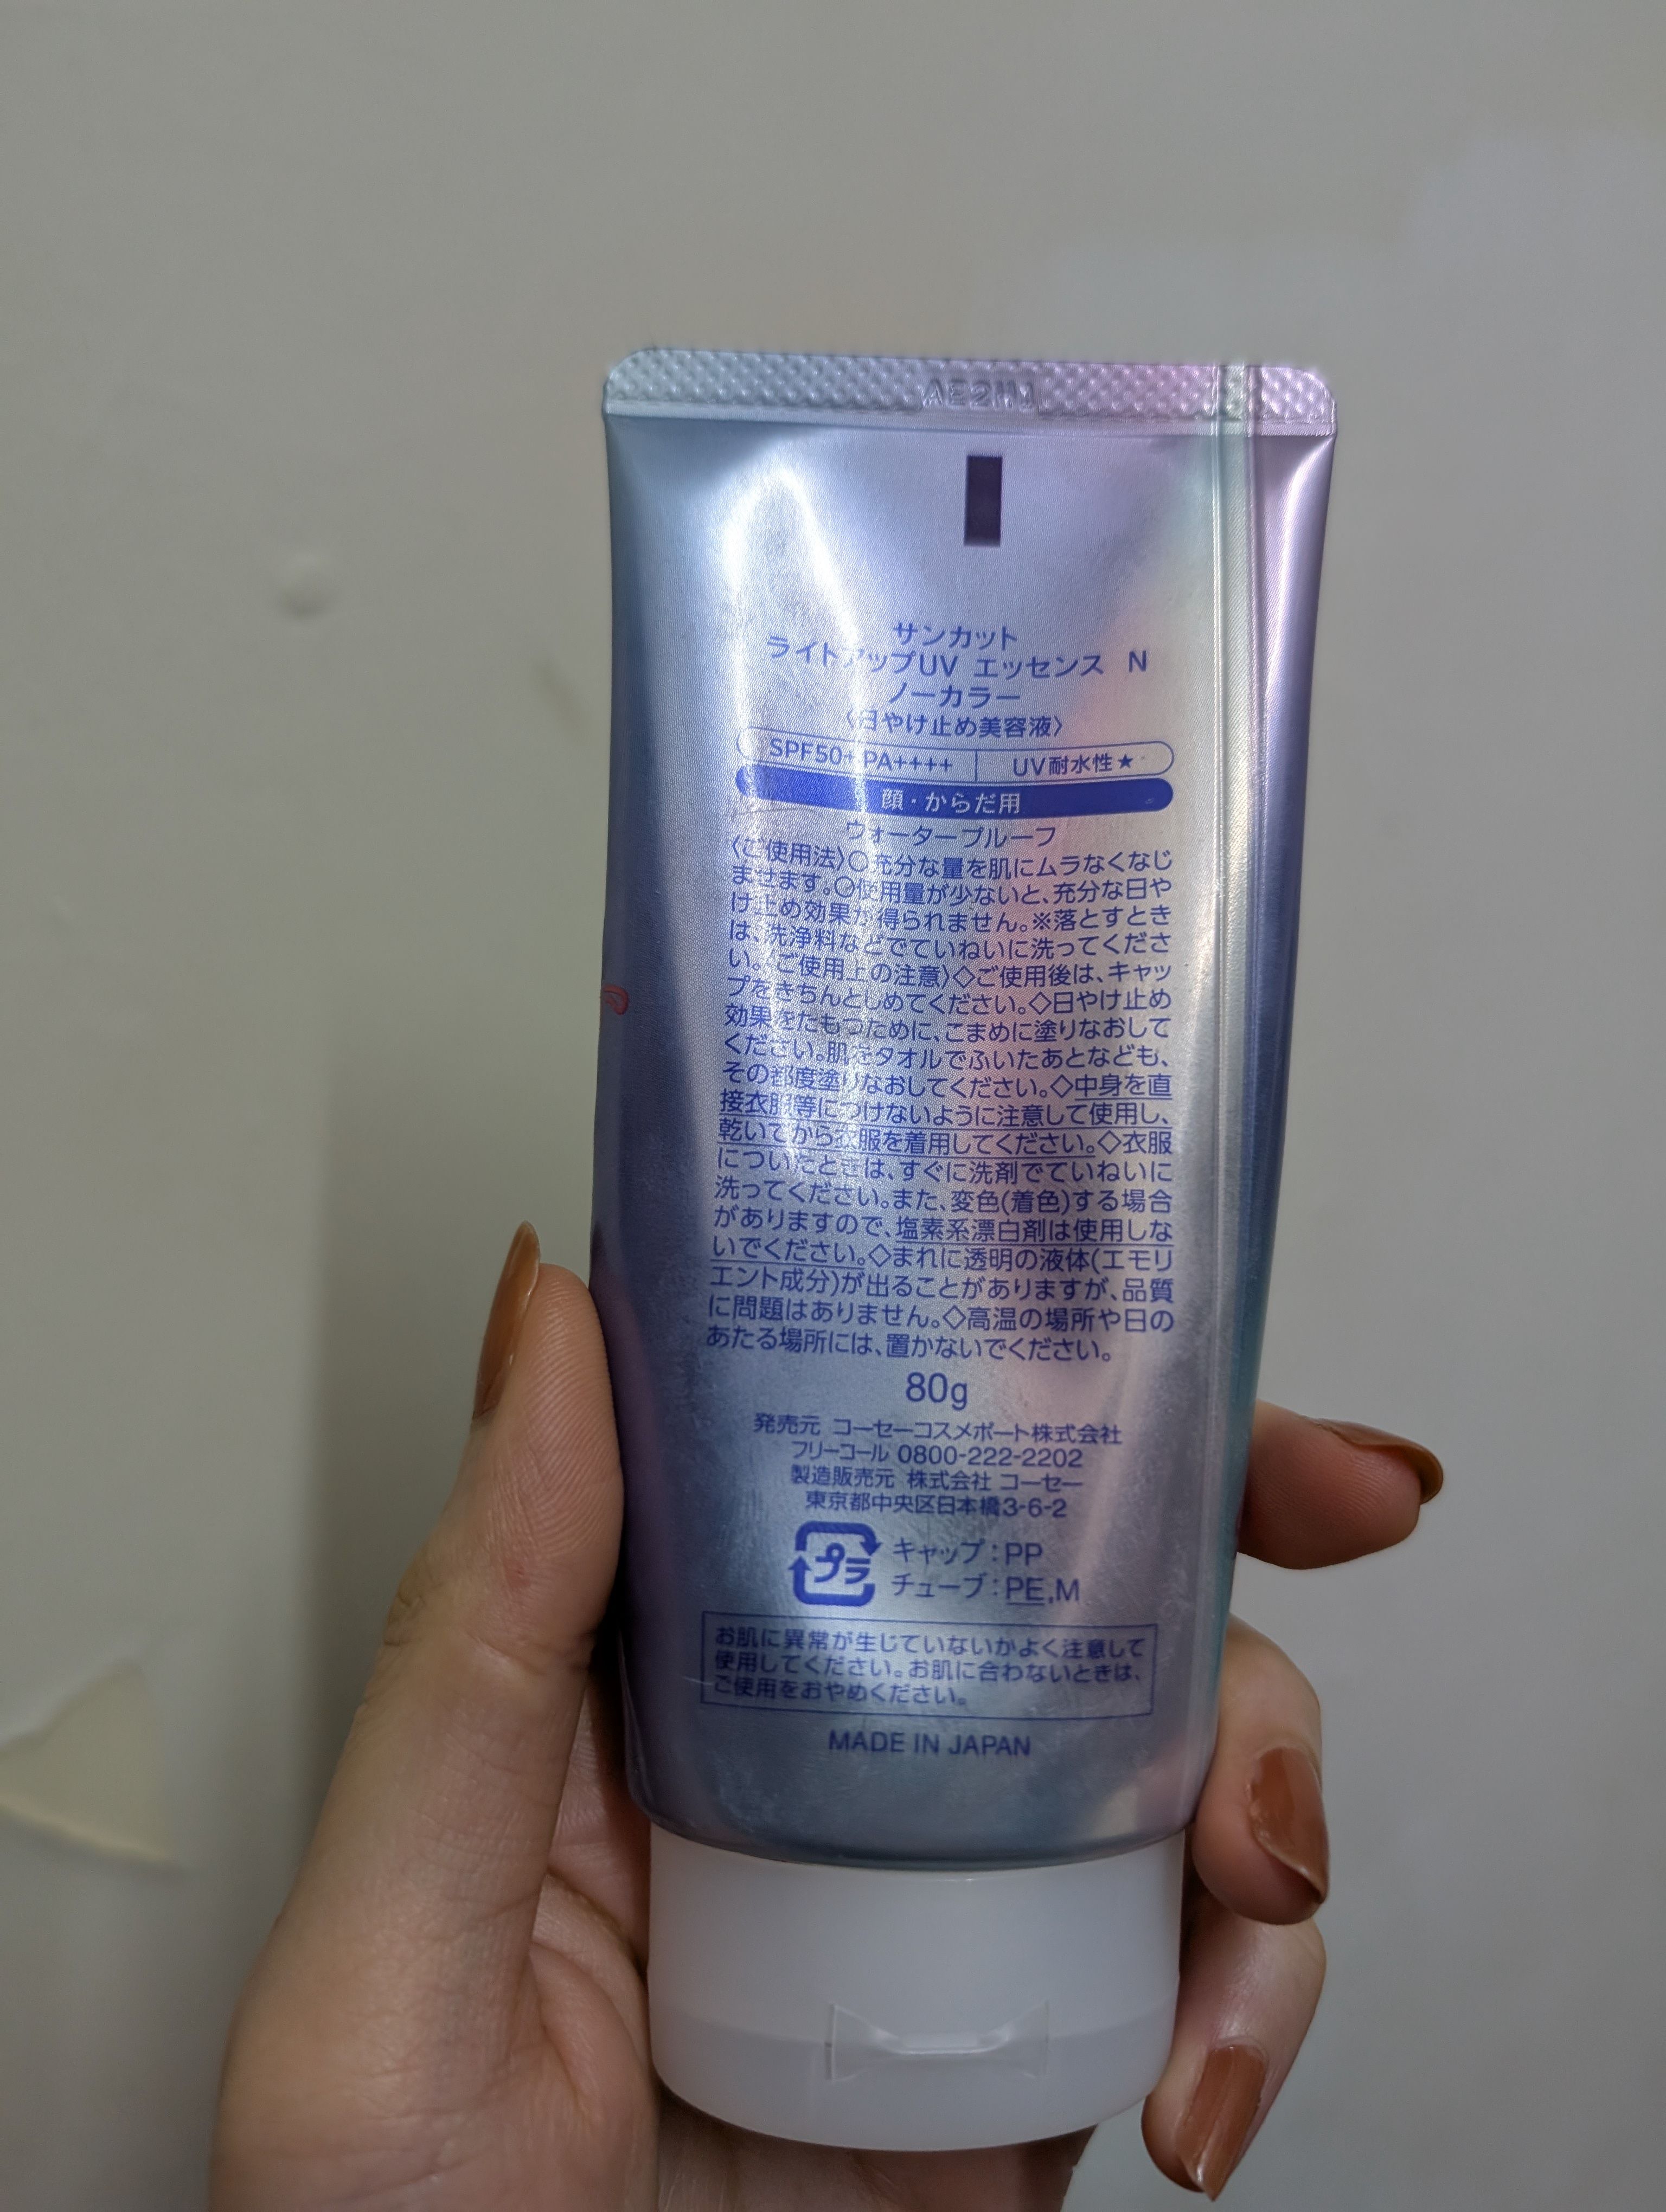 AE2H1
サンカット
ライトアップUV エッセンス N
ノーカラー
〈日やけ止め美容液〉
SPF50+ PA++++ UV耐水性★
顔・からだ用
ウォータープルーフ
〈ご使用法〉○充分な量を肌にムラなくなじ
ませます。○使用量が少ないと、充分な日や
け止め効果が得られません。※落とすとき
は、洗浄料などでていねいに洗ってくださ
い。〈ご使用上の注意〉◇ご使用後は、キャッ
プをきちんとしめてください。◇日やけ止め
効果をたもつために、こまめに塗りなおして
ください。肌をタオルでふいたあとなども、
その都度塗りなおしてください。◇中身を直
接衣服等につけないように注意して使用し、
乾いてから衣服を着用してください。◇衣服
についたときは、すぐに洗剤でていねいに
洗ってください。また、変色(着色)する場合
がありますので、塩素系漂白剤は使用しな
いでください。◇まれに透明の液体(エモリ
エント成分)が出ることがありますが、品質
に問題はありません。◇高温の場所や日の
あたる場所には、置かないでください。
80g
発売元 コーセーコスメポート株式会社
フリーコール 0800-222-2202
製造販売元 株式会社 コーセー
東京都中央区日本橋3-6-2
プラ
キャップ:PP
チューブ:PE,M
お肌に異常が生じていないかよく注意して
使用してください。お肌に合わないときは、
ご使用をおやめください。
MADE IN JAPAN